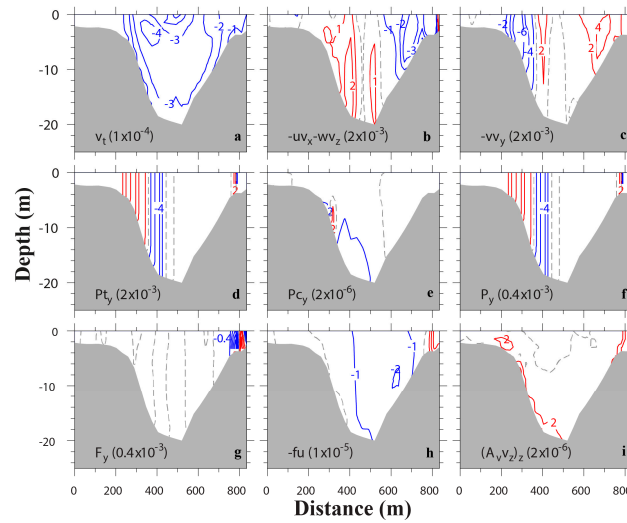 0
-10
-20
Depth (m)
-3
-4
-3
-2
-1
-3
v_t (1x10⁻⁴)
a
1
2
1
-2
-3
-1
-uv_x-wv_z (2x10⁻³)
b
-2
-6
-4
2
4
2
-vv_y (2x10⁻³)
c
0
-10
-20
-4
2
Pt_y (2x10⁻³)
d
Pc_y (2x10⁻⁶)
e
-4
2
P_y (0.4x10⁻³)
f
0
-10
-20
-0.4
F_y (0.4x10⁻³)
g
-1
-1
-2
-fu (1x10⁻⁵)
h
2
2
(A_v v_z)_z (2x10⁻⁶)
i
0 200 400 600 800
0 200 400 600 800
0 200 400 600 800
Distance (m)